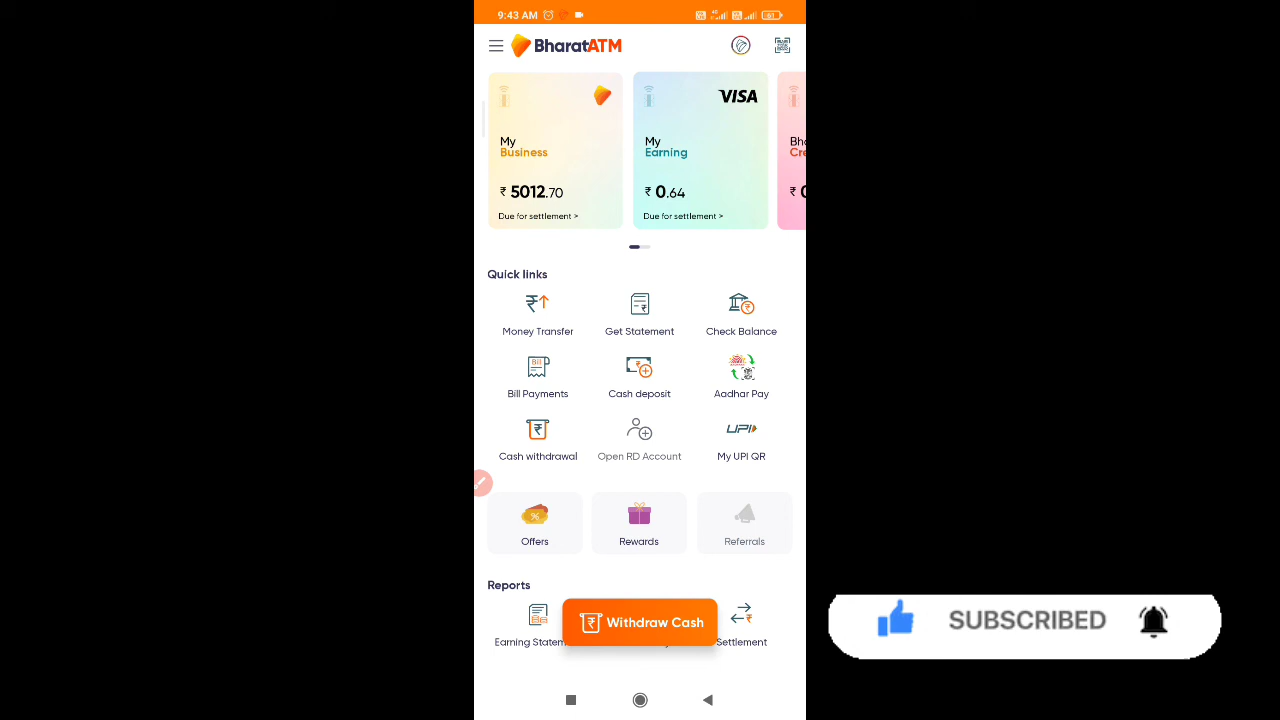 9:43 AM
BharatATM
My
Business
₹ 5012.70
Due for settlement >
VISA
My
Earning
₹ 0.64
Due for settlement >
Quick links
Money Transfer
Get Statement
Check Balance
Bill Payments
Cash deposit
Aadhar Pay
Cash withdrawal
Open RD Account
UPI
My UPI QR
Offers
Rewards
Referrals
Reports
Withdraw Cash
Settlement
SUBSCRIBED